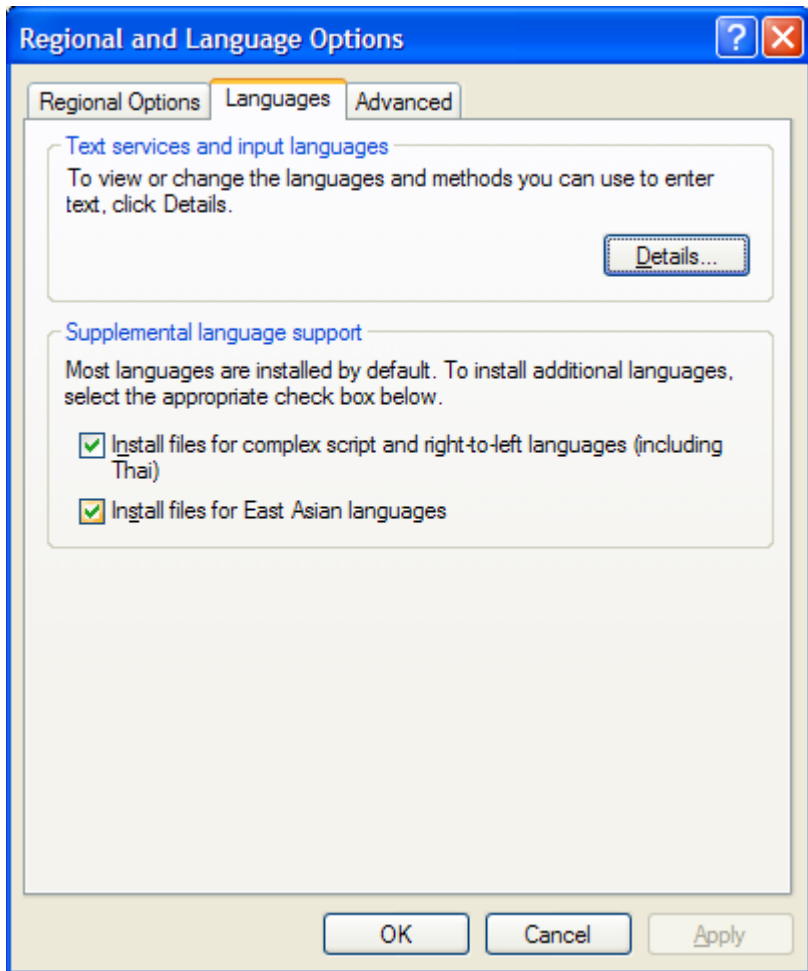 Regional and Language Options
Regional Options
Languages
Advanced
Text services and input languages
To view or change the languages and methods you can use to enter
text, click Details.
Details...
Supplemental language support
Most languages are installed by default. To install additional languages,
select the appropriate check box below.
Install files for complex script and right-to-left languages (including
Thai)
Install files for East Asian languages
OK
Cancel
Apply